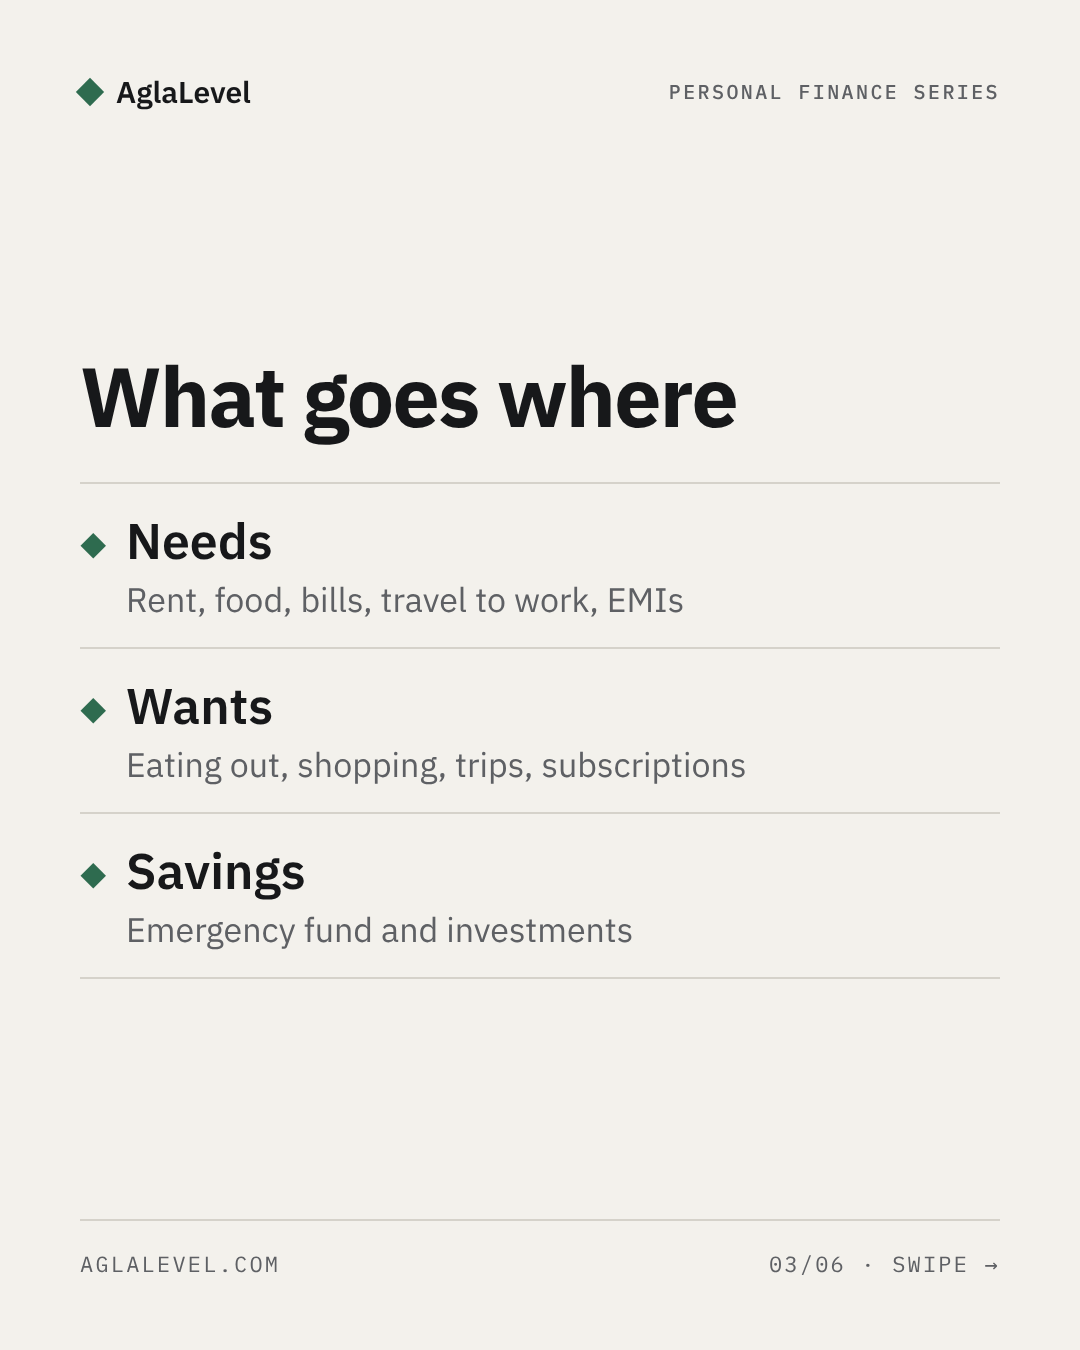 AglaLevel
PERSONAL FINANCE SERIES
What goes where
Needs
Rent, food, bills, travel to work, EMIs
Wants
Eating out, shopping, trips, subscriptions
Savings
Emergency fund and investments
AGLALEVEL.COM
03/06 · SWIPE →